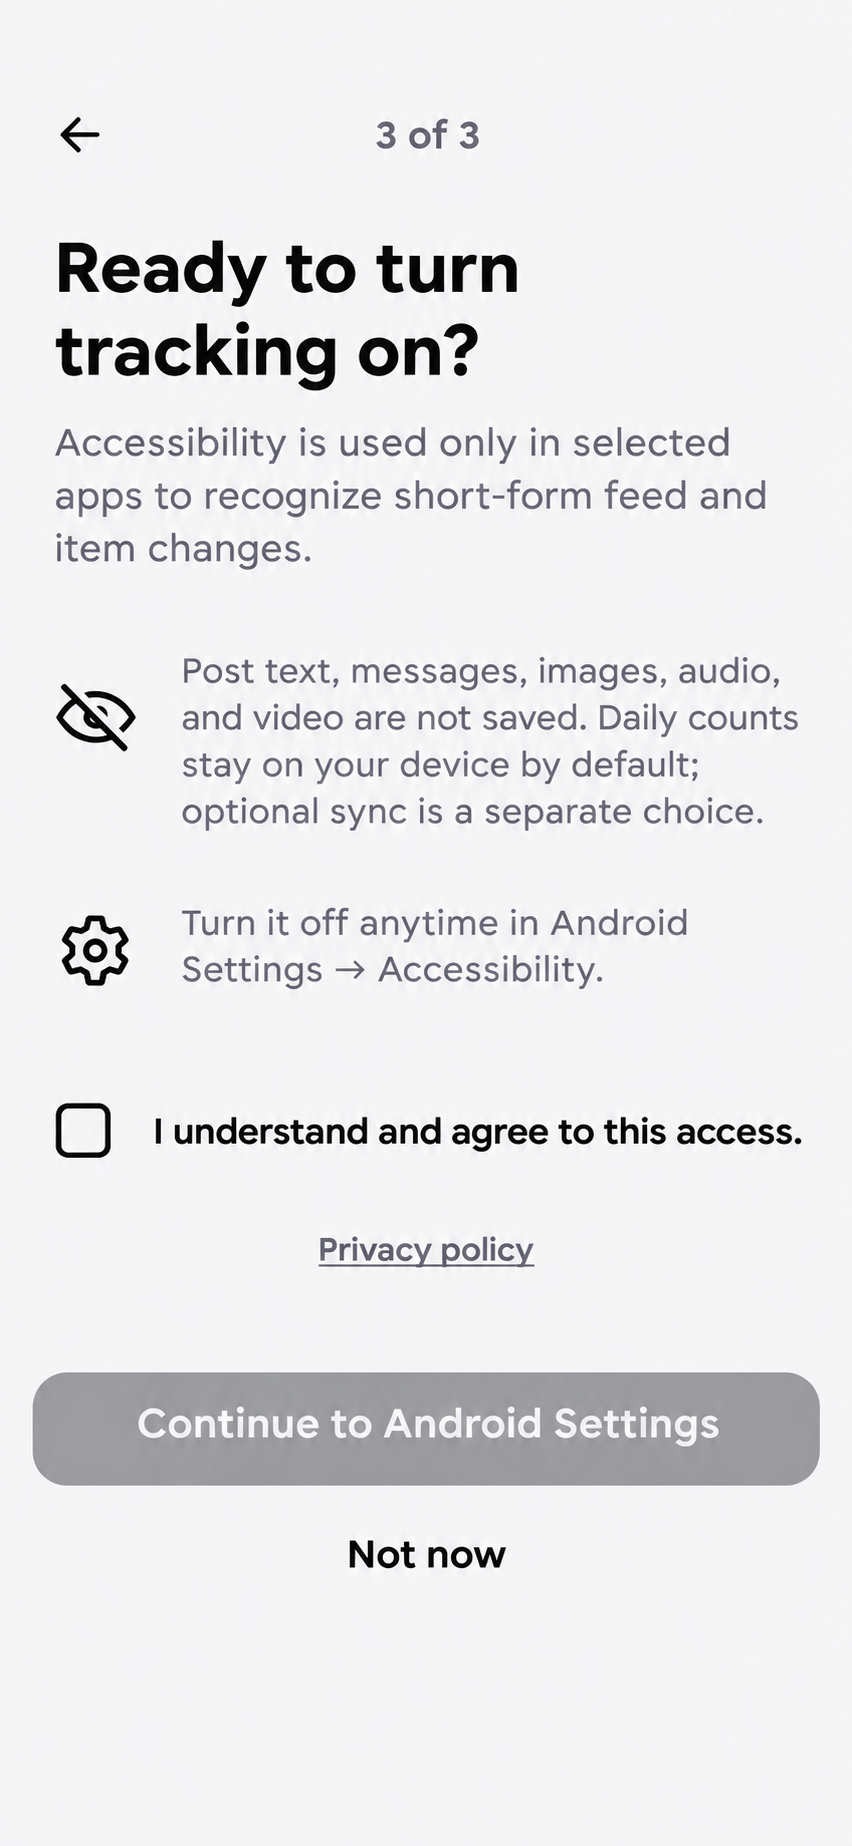 3 of 3
Ready to turn
tracking on?
Accessibility is used only in selected
apps to recognize short-form feed and
item changes.
Post text, messages, images, audio,
and video are not saved. Daily counts
stay on your device by default;
optional sync is a separate choice.
Turn it off anytime in Android
Settings → Accessibility.
I understand and agree to this access.
Privacy policy
Continue to Android Settings
Not now